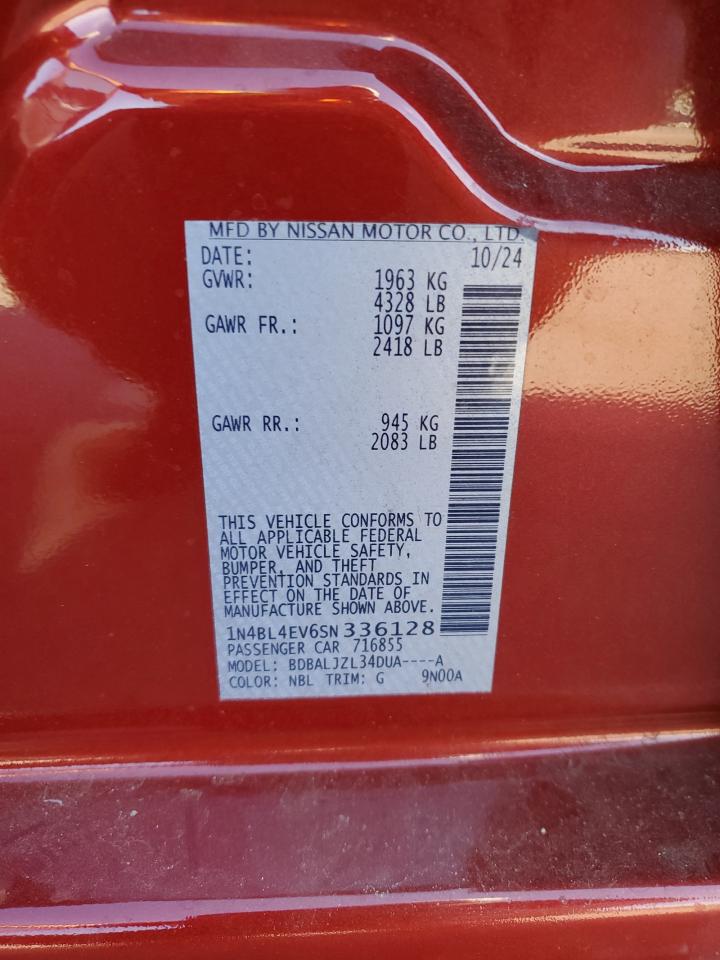 MFD BY NISSAN MOTOR CO., LTD.
DATE: 10/24
GVWR: 1963 KG
4328 LB
GAWR FR.: 1097 KG
2418 LB
GAWR RR.: 945 KG
2083 LB
THIS VEHICLE CONFORMS TO
ALL APPLICABLE FEDERAL
MOTOR VEHICLE SAFETY,
BUMPER, AND THEFT
PREVENTION STANDARDS IN
EFFECT ON THE DATE OF
MANUFACTURE SHOWN ABOVE.
1N4BL4EV6SN336128
PASSENGER CAR 716855
MODEL: BDBALJZL34DUA----A
COLOR: NBL TRIM: G 9N00A